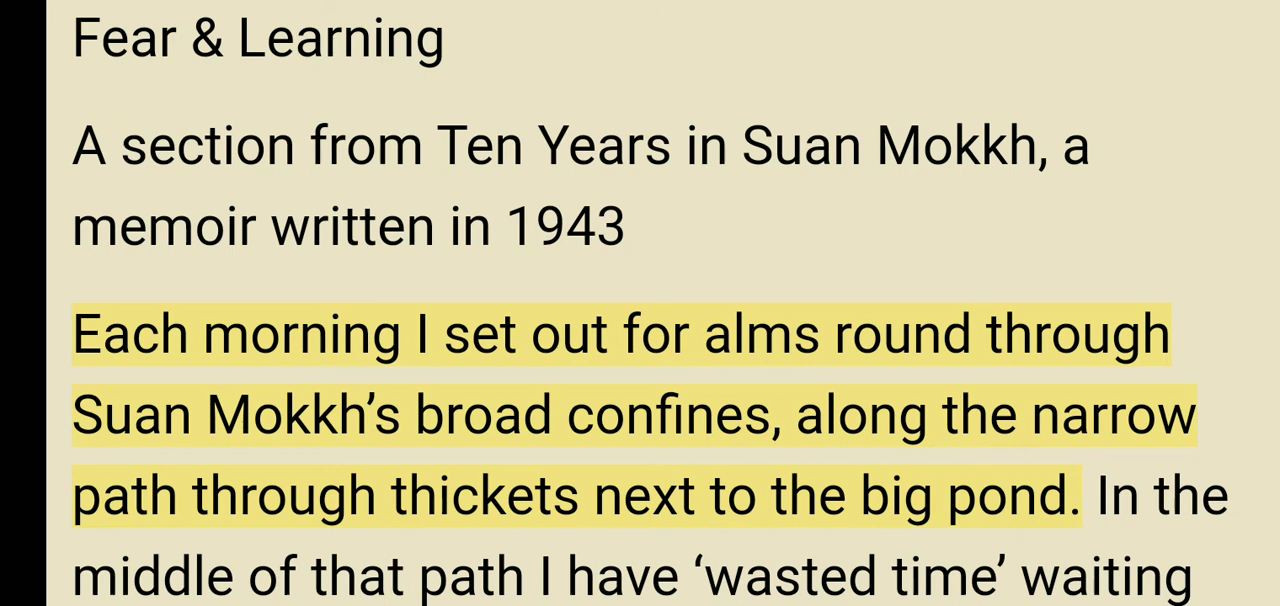 Fear & Learning
A section from Ten Years in Suan Mokkh, a
memoir written in 1943
Each morning I set out for alms round through
Suan Mokkh’s broad confines, along the narrow
path through thickets next to the big pond. In the
middle of that path I have ‘wasted time’ waiting